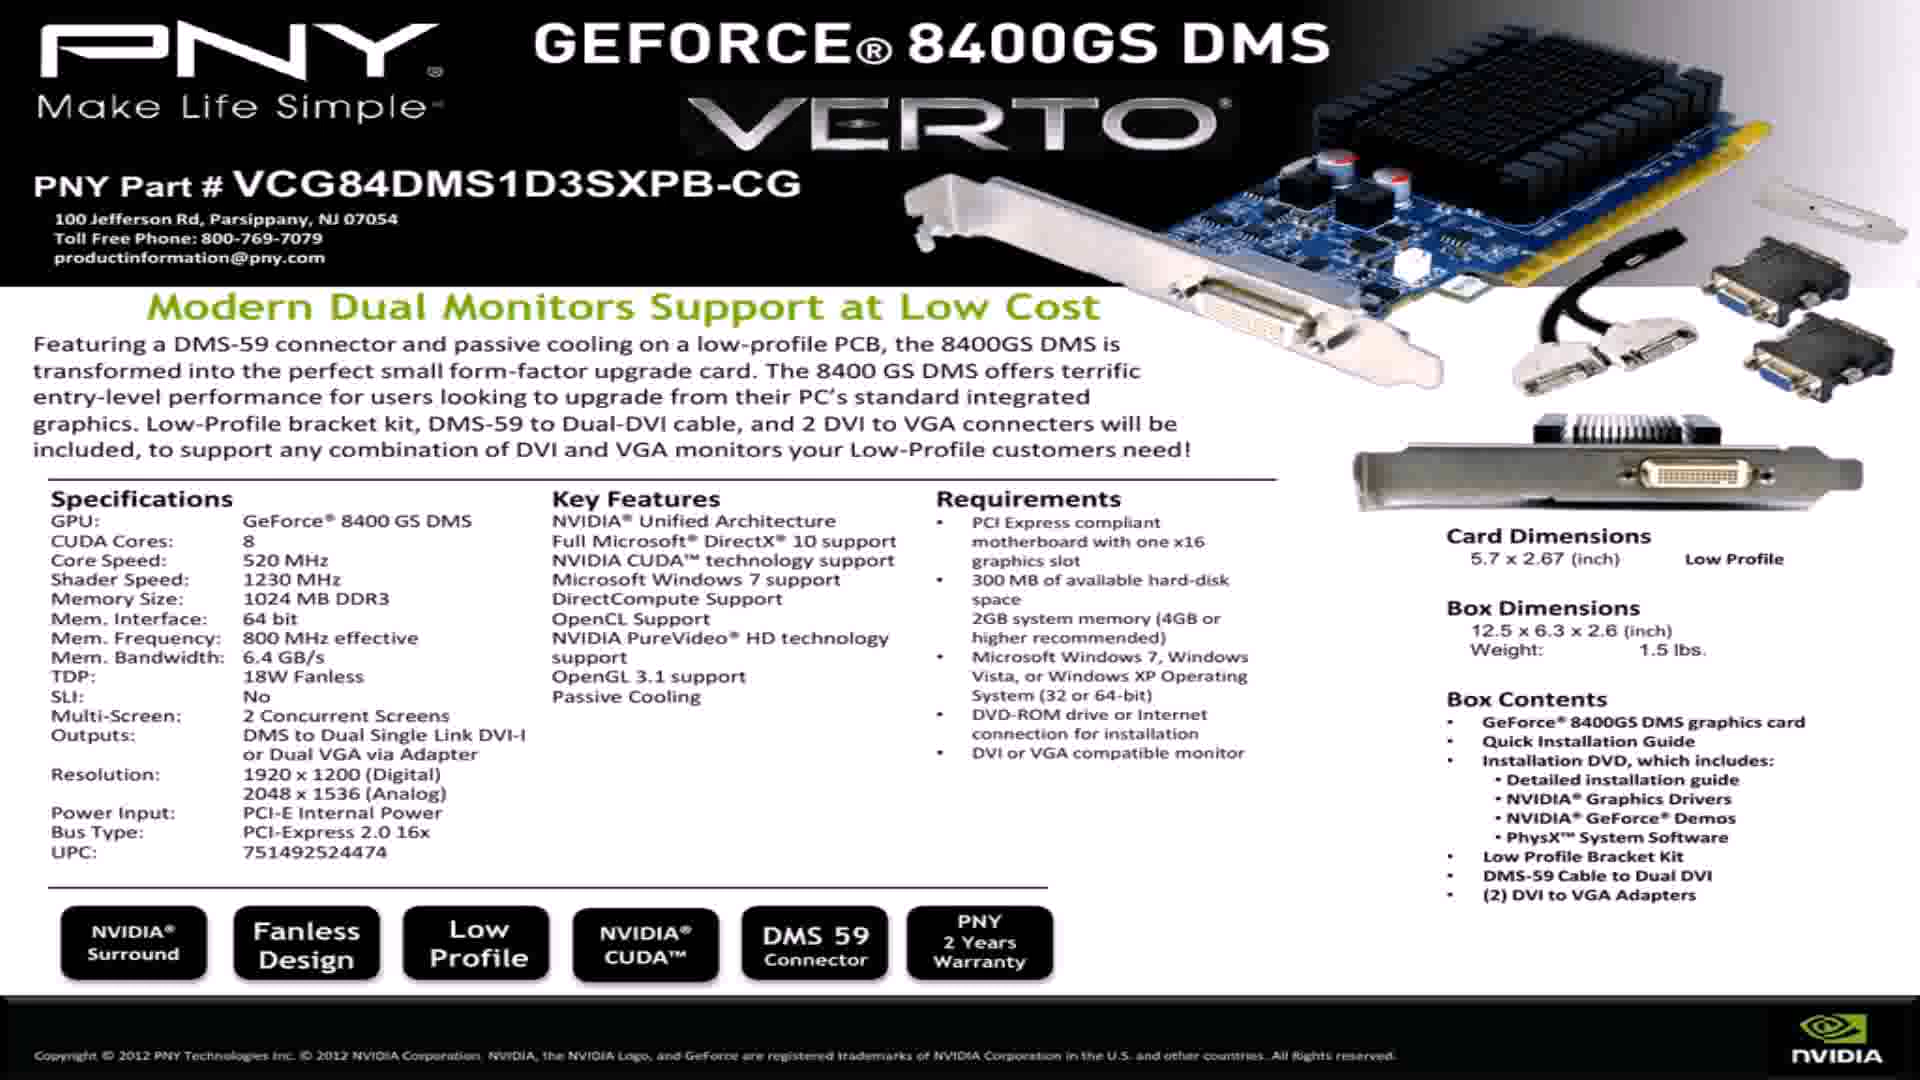 PNY®
Make Life Simple™
GEFORCE® 8400GS DMS
VERTO®
PNY Part # VCG84DMS1D3SXPB-CG
100 Jefferson Rd, Parsippany, NJ 07054
Toll Free Phone: 800-769-7079
productinformation@pny.com
Modern Dual Monitors Support at Low Cost
Featuring a DMS-59 connector and passive cooling on a low-profile PCB, the 8400GS DMS is
transformed into the perfect small form-factor upgrade card. The 8400 GS DMS offers terrific
entry-level performance for users looking to upgrade from their PC's standard integrated
graphics. Low-Profile bracket kit, DMS-59 to Dual-DVI cable, and 2 DVI to VGA connecters will be
included, to support any combination of DVI and VGA monitors your Low-Profile customers need!
Specifications
GPU: GeForce® 8400 GS DMS
CUDA Cores: 8
Core Speed: 520 MHz
Shader Speed: 1230 MHz
Memory Size: 1024 MB DDR3
Mem. Interface: 64 bit
Mem. Frequency: 800 MHz effective
Mem. Bandwidth: 6.4 GB/s
TDP: 18W Fanless
SLI: No
Multi-Screen: 2 Concurrent Screens
Outputs: DMS to Dual Single Link DVI-I
or Dual VGA via Adapter
Resolution: 1920 x 1200 (Digital)
2048 x 1536 (Analog)
Power Input: PCI-E Internal Power
Bus Type: PCI-Express 2.0 16x
UPC: 751492524474
Key Features
NVIDIA® Unified Architecture
Full Microsoft® DirectX® 10 support
NVIDIA CUDA™ technology support
Microsoft Windows 7 support
DirectCompute Support
OpenCL Support
NVIDIA PureVideo® HD technology
support
OpenGL 3.1 support
Passive Cooling
Requirements
• PCI Express compliant
motherboard with one x16
graphics slot
• 300 MB of available hard-disk
space
2GB system memory (4GB or
higher recommended)
• Microsoft Windows 7, Windows
Vista, or Windows XP Operating
System (32 or 64-bit)
• DVD-ROM drive or Internet
connection for installation
• DVI or VGA compatible monitor
Card Dimensions
5.7 x 2.67 (inch) Low Profile
Box Dimensions
12.5 x 6.3 x 2.6 (inch)
Weight: 1.5 lbs.
Box Contents
• GeForce® 8400GS DMS graphics card
• Quick Installation Guide
• Installation DVD, which includes:
• Detailed installation guide
• NVIDIA® Graphics Drivers
• NVIDIA® GeForce® Demos
• PhysX™ System Software
• Low Profile Bracket Kit
• DMS-59 Cable to Dual DVI
• (2) DVI to VGA Adapters
NVIDIA®
Surround
Fanless
Design
Low
Profile
NVIDIA®
CUDA™
DMS 59
Connector
PNY
2 Years
Warranty
Copyright © 2012 PNY Technologies Inc. © 2012 NVIDIA Corporation. NVIDIA, the NVIDIA Logo, and GeForce are registered trademarks of NVIDIA Corporation in the U.S. and other countries. All Rights reserved.
NVIDIA